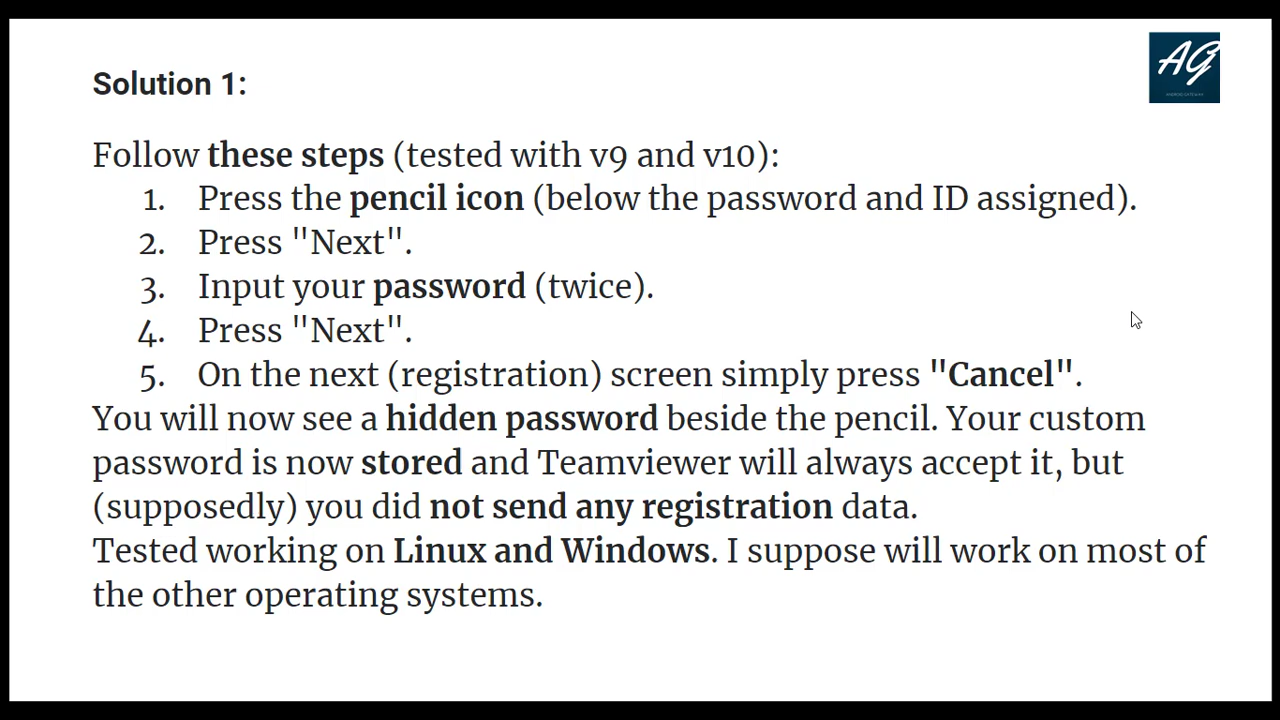 AG
Solution 1:
Follow these steps (tested with v9 and v10):
1. Press the pencil icon (below the password and ID assigned).
2. Press "Next".
3. Input your password (twice).
4. Press "Next".
5. On the next (registration) screen simply press "Cancel".
You will now see a hidden password beside the pencil. Your custom
password is now stored and Teamviewer will always accept it, but
(supposedly) you did not send any registration data.
Tested working on Linux and Windows. I suppose will work on most of
the other operating systems.